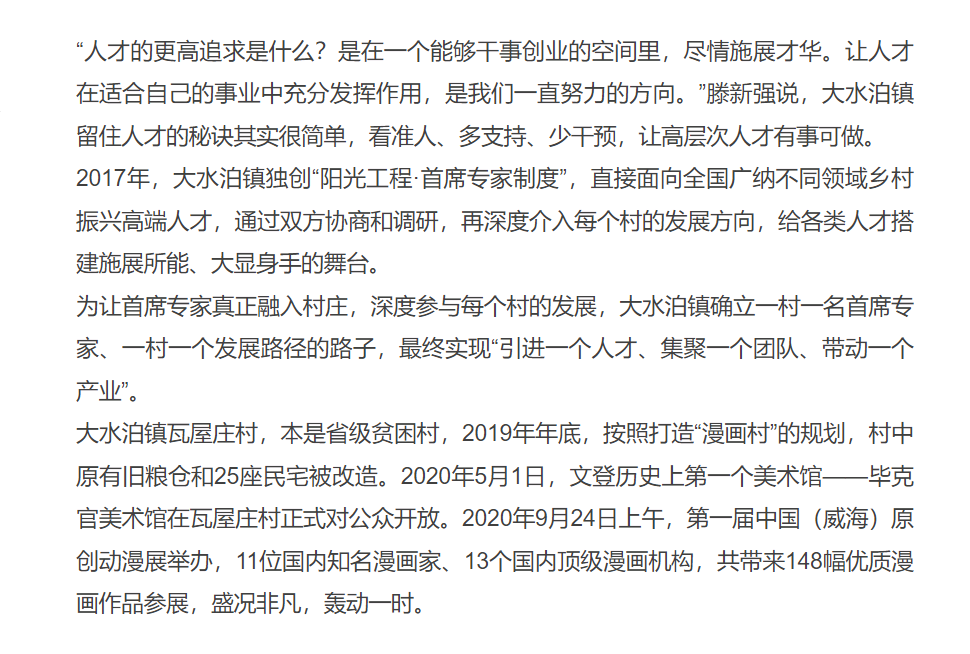 “人才的更高追求是什么？是在一个能够干事创业的空间里，尽情施展才华。让人才
在适合自己的事业中充分发挥作用，是我们一直努力的方向。”滕新强说，大水泊镇
留住人才的秘诀其实很简单，看准人、多支持、少干预，让高层次人才有事可做。
2017年，大水泊镇独创“阳光工程·首席专家制度”，直接面向全国广纳不同领域乡村
振兴高端人才，通过双方协商和调研，再深度介入每个村的发展方向，给各类人才搭
建施展所能、大显身手的舞台。
为让首席专家真正融入村庄，深度参与每个村的发展，大水泊镇确立一村一名首席专
家、一村一个发展路径的路子，最终实现“引进一个人才、集聚一个团队、带动一个
产业”。
大水泊镇瓦屋庄村，本是省级贫困村，2019年年底，按照打造“漫画村”的规划，村中
原有旧粮仓和25座民宅被改造。2020年5月1日，文登历史上第一个美术馆——毕克
官美术馆在瓦屋庄村正式对公众开放。2020年9月24日上午，第一届中国（威海）原
创动漫展举办，11位国内知名漫画家、13个国内顶级漫画机构，共带来148幅优质漫
画作品参展，盛况非凡，轰动一时。